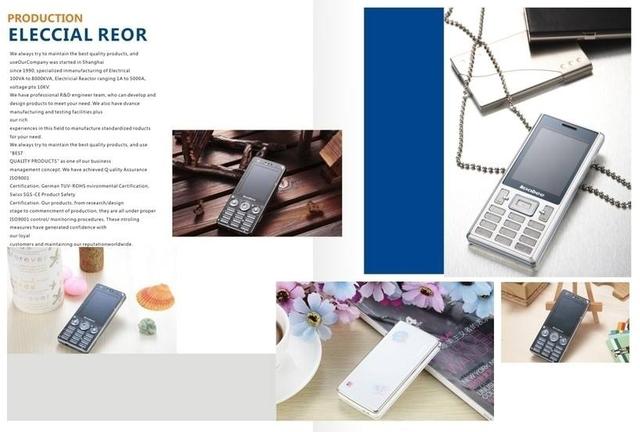 PRODUCTION
ELECCIAL REOR
We always try to maintain the best quality products, and
useOurCompany was started in Shanghai
since 1990, specialized inmanufacturing of Electrical
100VA to 8000KVA, Electricial Reactor ranging 1A to 5000A,
voltage pte 10KV
We have professional R&D engineer team, who can develop and
design products to meet your need. We also have dvance
manufacturing and testing facilities plus
our rich
experiences in this field to manufacture standardized roducts
for your need.
We always try to maintain the best quality products, and use
"BEST
QUALITY PRODUCTS" as one of our business
management concept. We have achieved Q uality Assurance
ISO9001
Certification, German TUV-ROHS nvironmental Certification,
Swiss SGS-CE Product Safety
Certification. Our products, from research/design
stage to commencment of production, they are all under proper
ISO9001 control/ monitoring procedures. These introling
measures have generated confidence with
our loyal
customers and maintaining our reputationworldwide.
koobee
NEW YORK